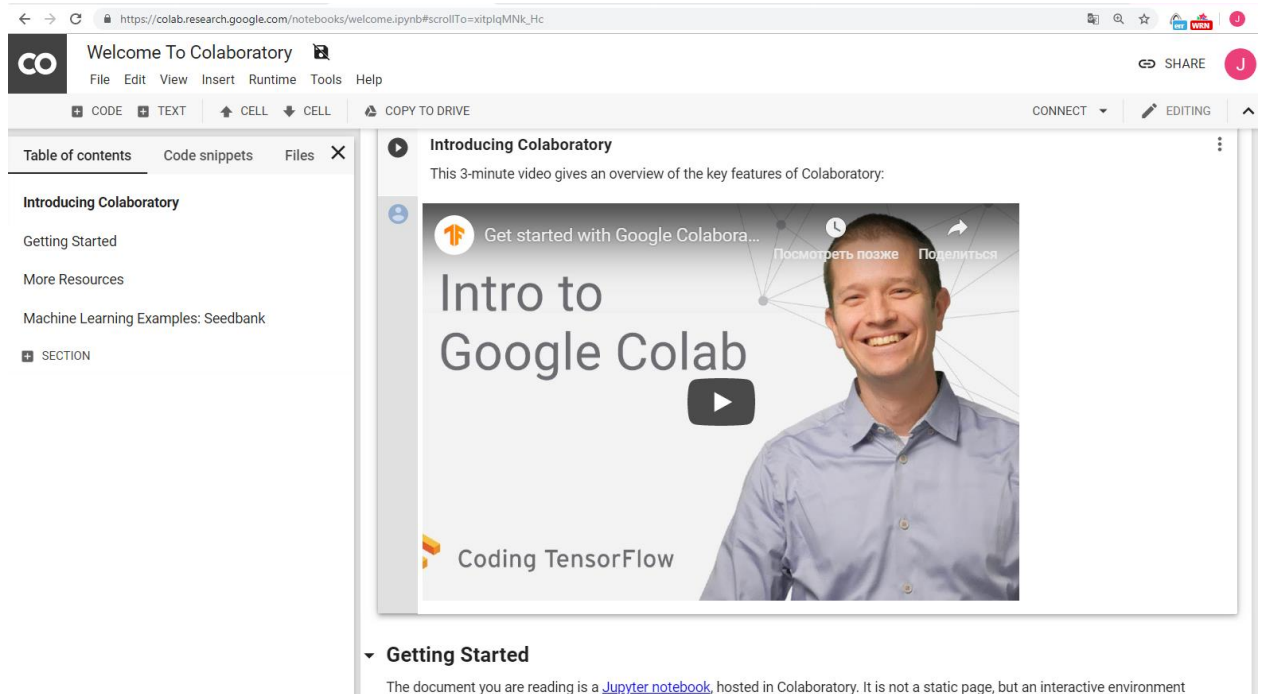 https://colab.research.google.com/notebooks/welcome.ipynb#scrollTo=xitplqMNk_Hc
err WRN J
CO Welcome To Colaboratory
SHARE J
File Edit View Insert Runtime Tools Help
CODE TEXT CELL CELL COPY TO DRIVE CONNECT EDITING
Table of contents Code snippets Files
Introducing Colaboratory
Getting Started
More Resources
Machine Learning Examples: Seedbank
SECTION
Introducing Colaboratory
This 3-minute video gives an overview of the key features of Colaboratory:
Get started with Google Colabora...
Посмотреть позже Поделиться
Intro to
Google Colab
Coding TensorFlow
Getting Started
The document you are reading is a Jupyter notebook, hosted in Colaboratory. It is not a static page, but an interactive environment